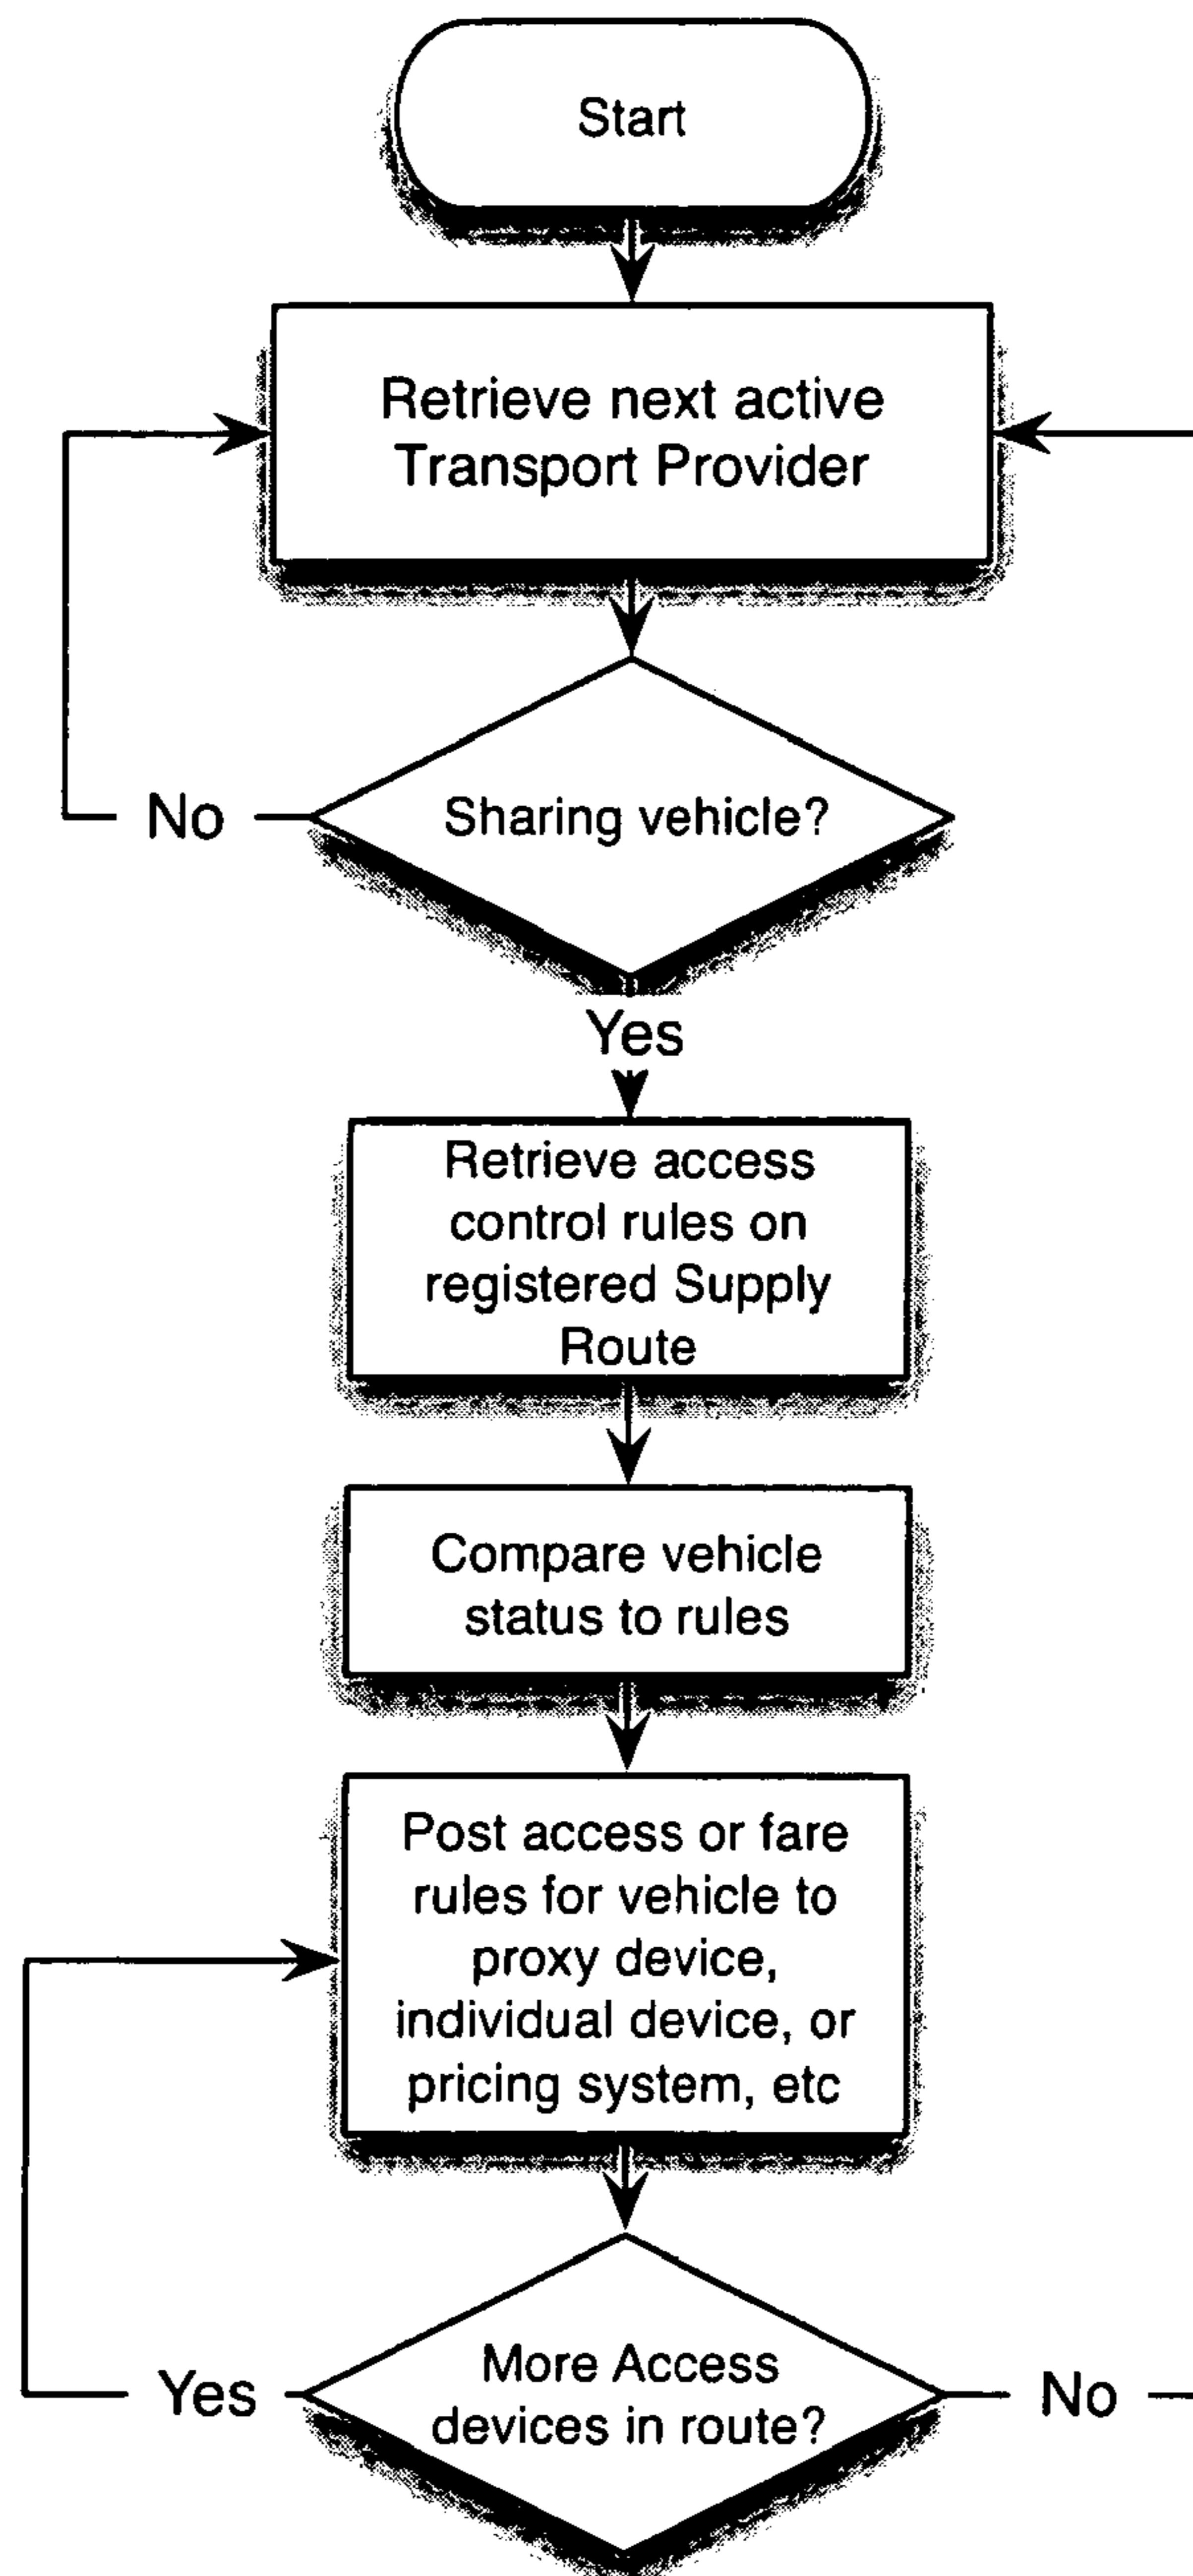 Start
Retrieve next active
Transport Provider
Sharing vehicle?
No
Yes
Retrieve access
control rules on
registered Supply
Route
Compare vehicle
status to rules
Post access or fare
rules for vehicle to
proxy device,
individual device, or
pricing system, etc
More Access
devices in route?
Yes
No